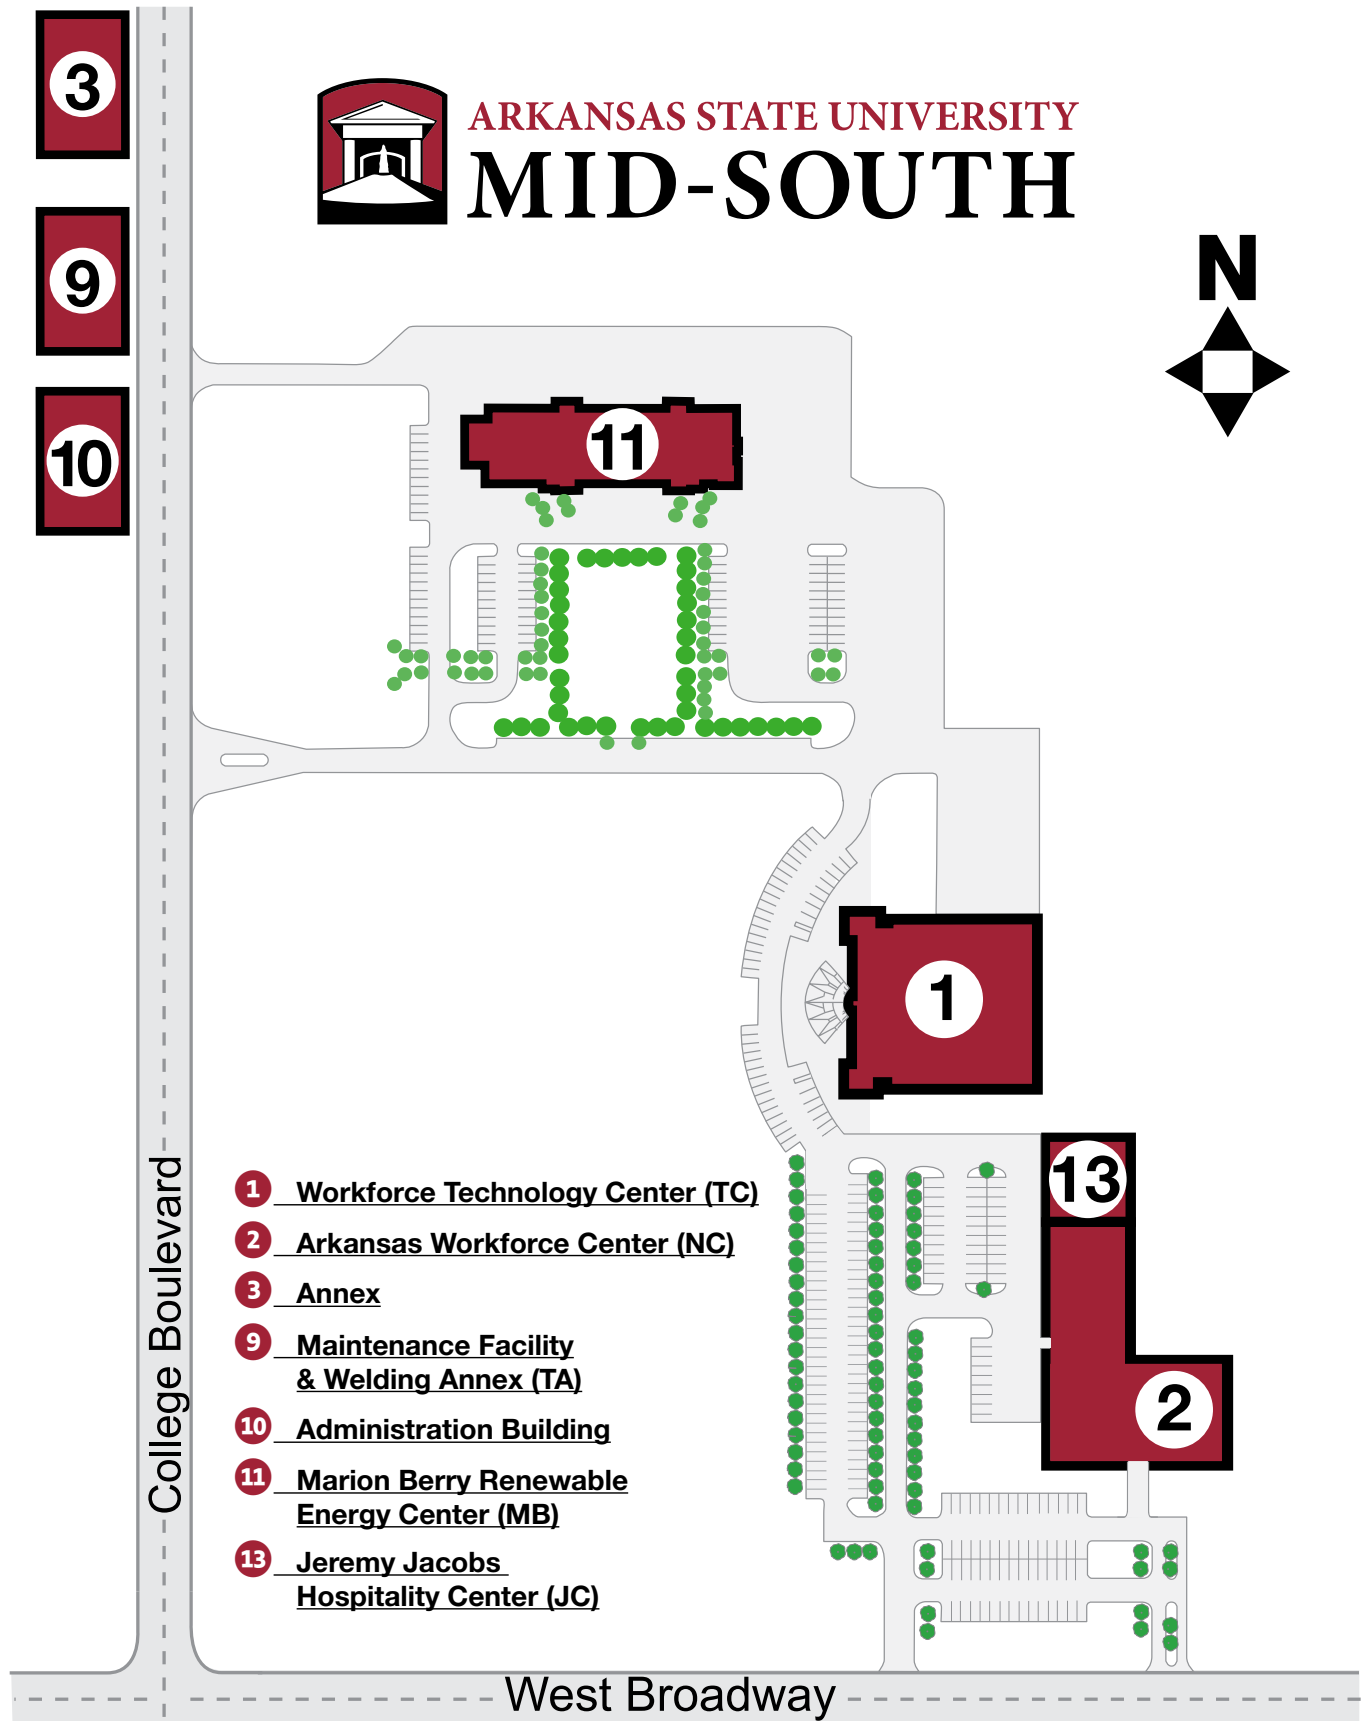 3
ARKANSAS STATE UNIVERSITY
MID-SOUTH
9
N
10
11
1
13
2
1 Workforce Technology Center (TC)
2 Arkansas Workforce Center (NC)
3 Annex
9 Maintenance Facility
& Welding Annex (TA)
10 Administration Building
11 Marion Berry Renewable
Energy Center (MB)
13 Jeremy Jacobs
Hospitality Center (JC)
College Boulevard
West Broadway